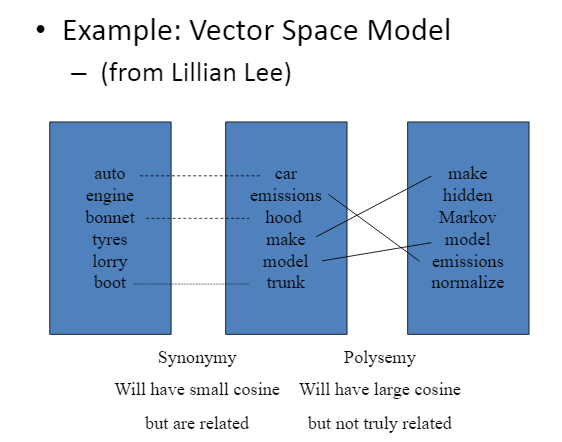 • Example: Vector Space Model
– (from Lillian Lee)
auto
engine
bonnet
tyres
lorry
boot
car
emissions
hood
make
model
trunk
make
hidden
Markov
model
emissions
normalize
Synonymy
Will have small cosine
but are related
Polysemy
Will have large cosine
but not truly related